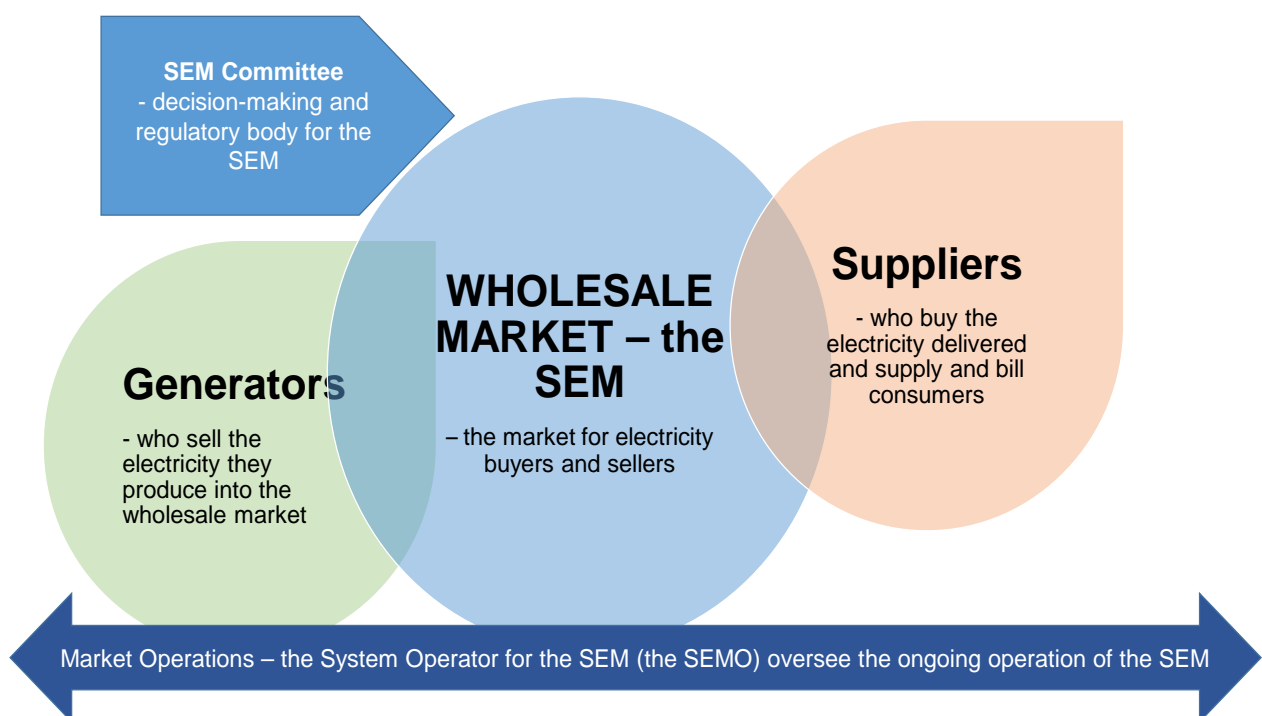 SEM Committee
- decision-making and
regulatory body for the
SEM
Generators
- who sell the
electricity they
produce into the
wholesale market
WHOLESALE
MARKET – the
SEM
– the market for electricity
buyers and sellers
Suppliers
- who buy the
electricity delivered
and supply and bill
consumers
Market Operations – the System Operator for the SEM (the SEMO) oversee the ongoing operation of the SEM